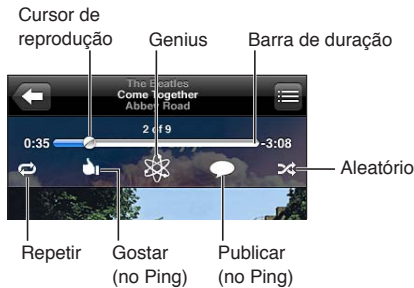 Cursor de
reprodução
Genius
Barra de duração
The Beatles
Come Together
Abbey Road
2 of 9
0:35
-3:08
Aleatório
Repetir
Gostar
(no Ping)
Publicar
(no Ping)